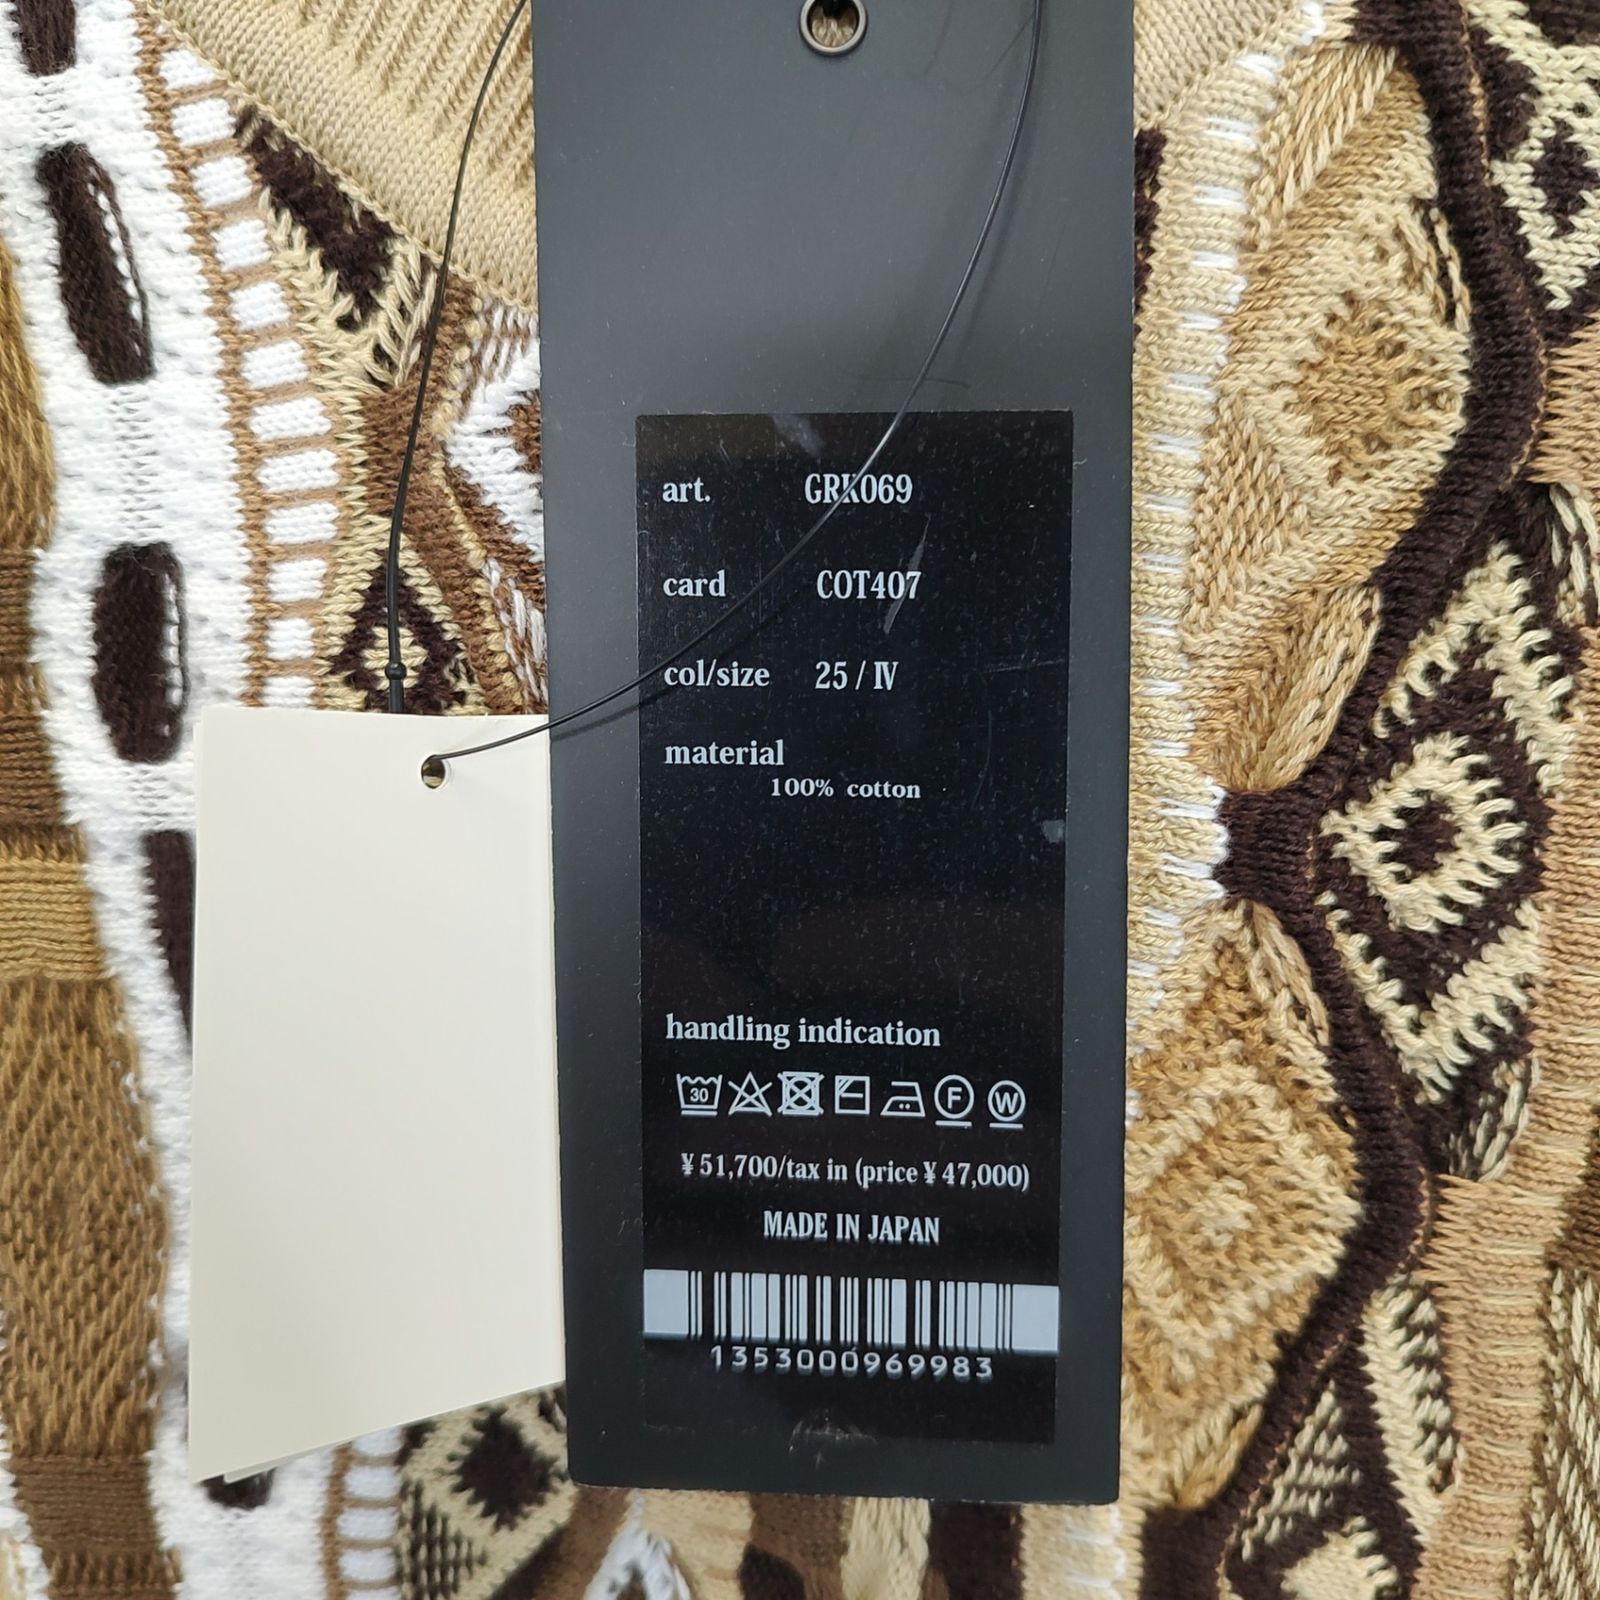 art. GRK069
card COT407
col/size 25 / Ⅳ
material
100% cotton
handling indication
30 F W
¥ 51,700/tax in (price ¥ 47,000)
MADE IN JAPAN
1353000969983